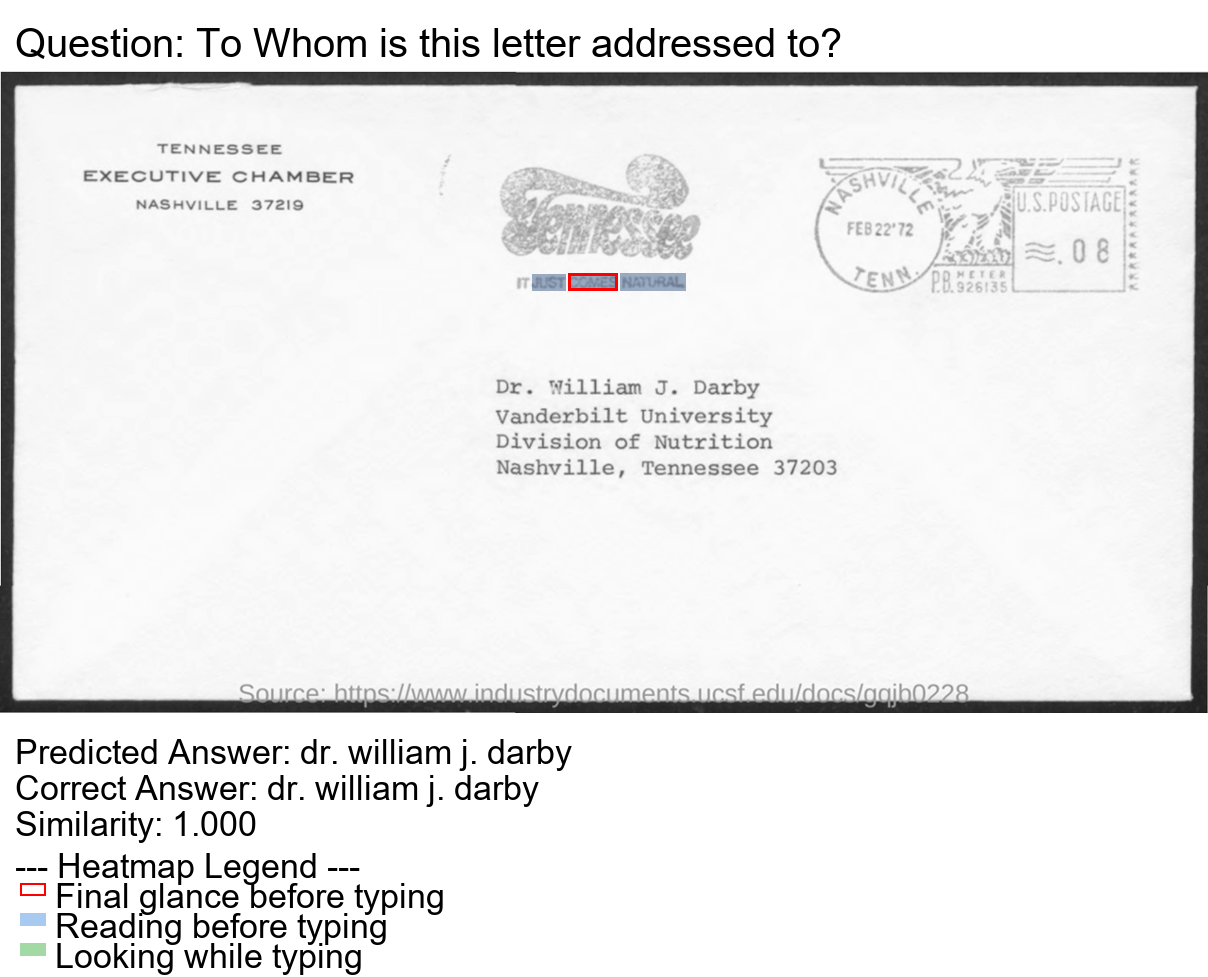 Question: To Whom is this letter addressed to?
TENNESSEE
EXECUTIVE CHAMBER
NASHVILLE 37219
Tennessee
IT JUST COMES NATURAL
NASHVILLE
FEB 22'72
TENN.
U.S.POSTAGE
.08
P.B. METER
926135
Dr. William J. Darby
Vanderbilt University
Division of Nutrition
Nashville, Tennessee 37203
Source: https://www.industrydocuments.ucsf.edu/docs/gqjb0228
Predicted Answer: dr. william j. darby
Correct Answer: dr. william j. darby
Similarity: 1.000
--- Heatmap Legend ---
Final glance before typing
Reading before typing
Looking while typing